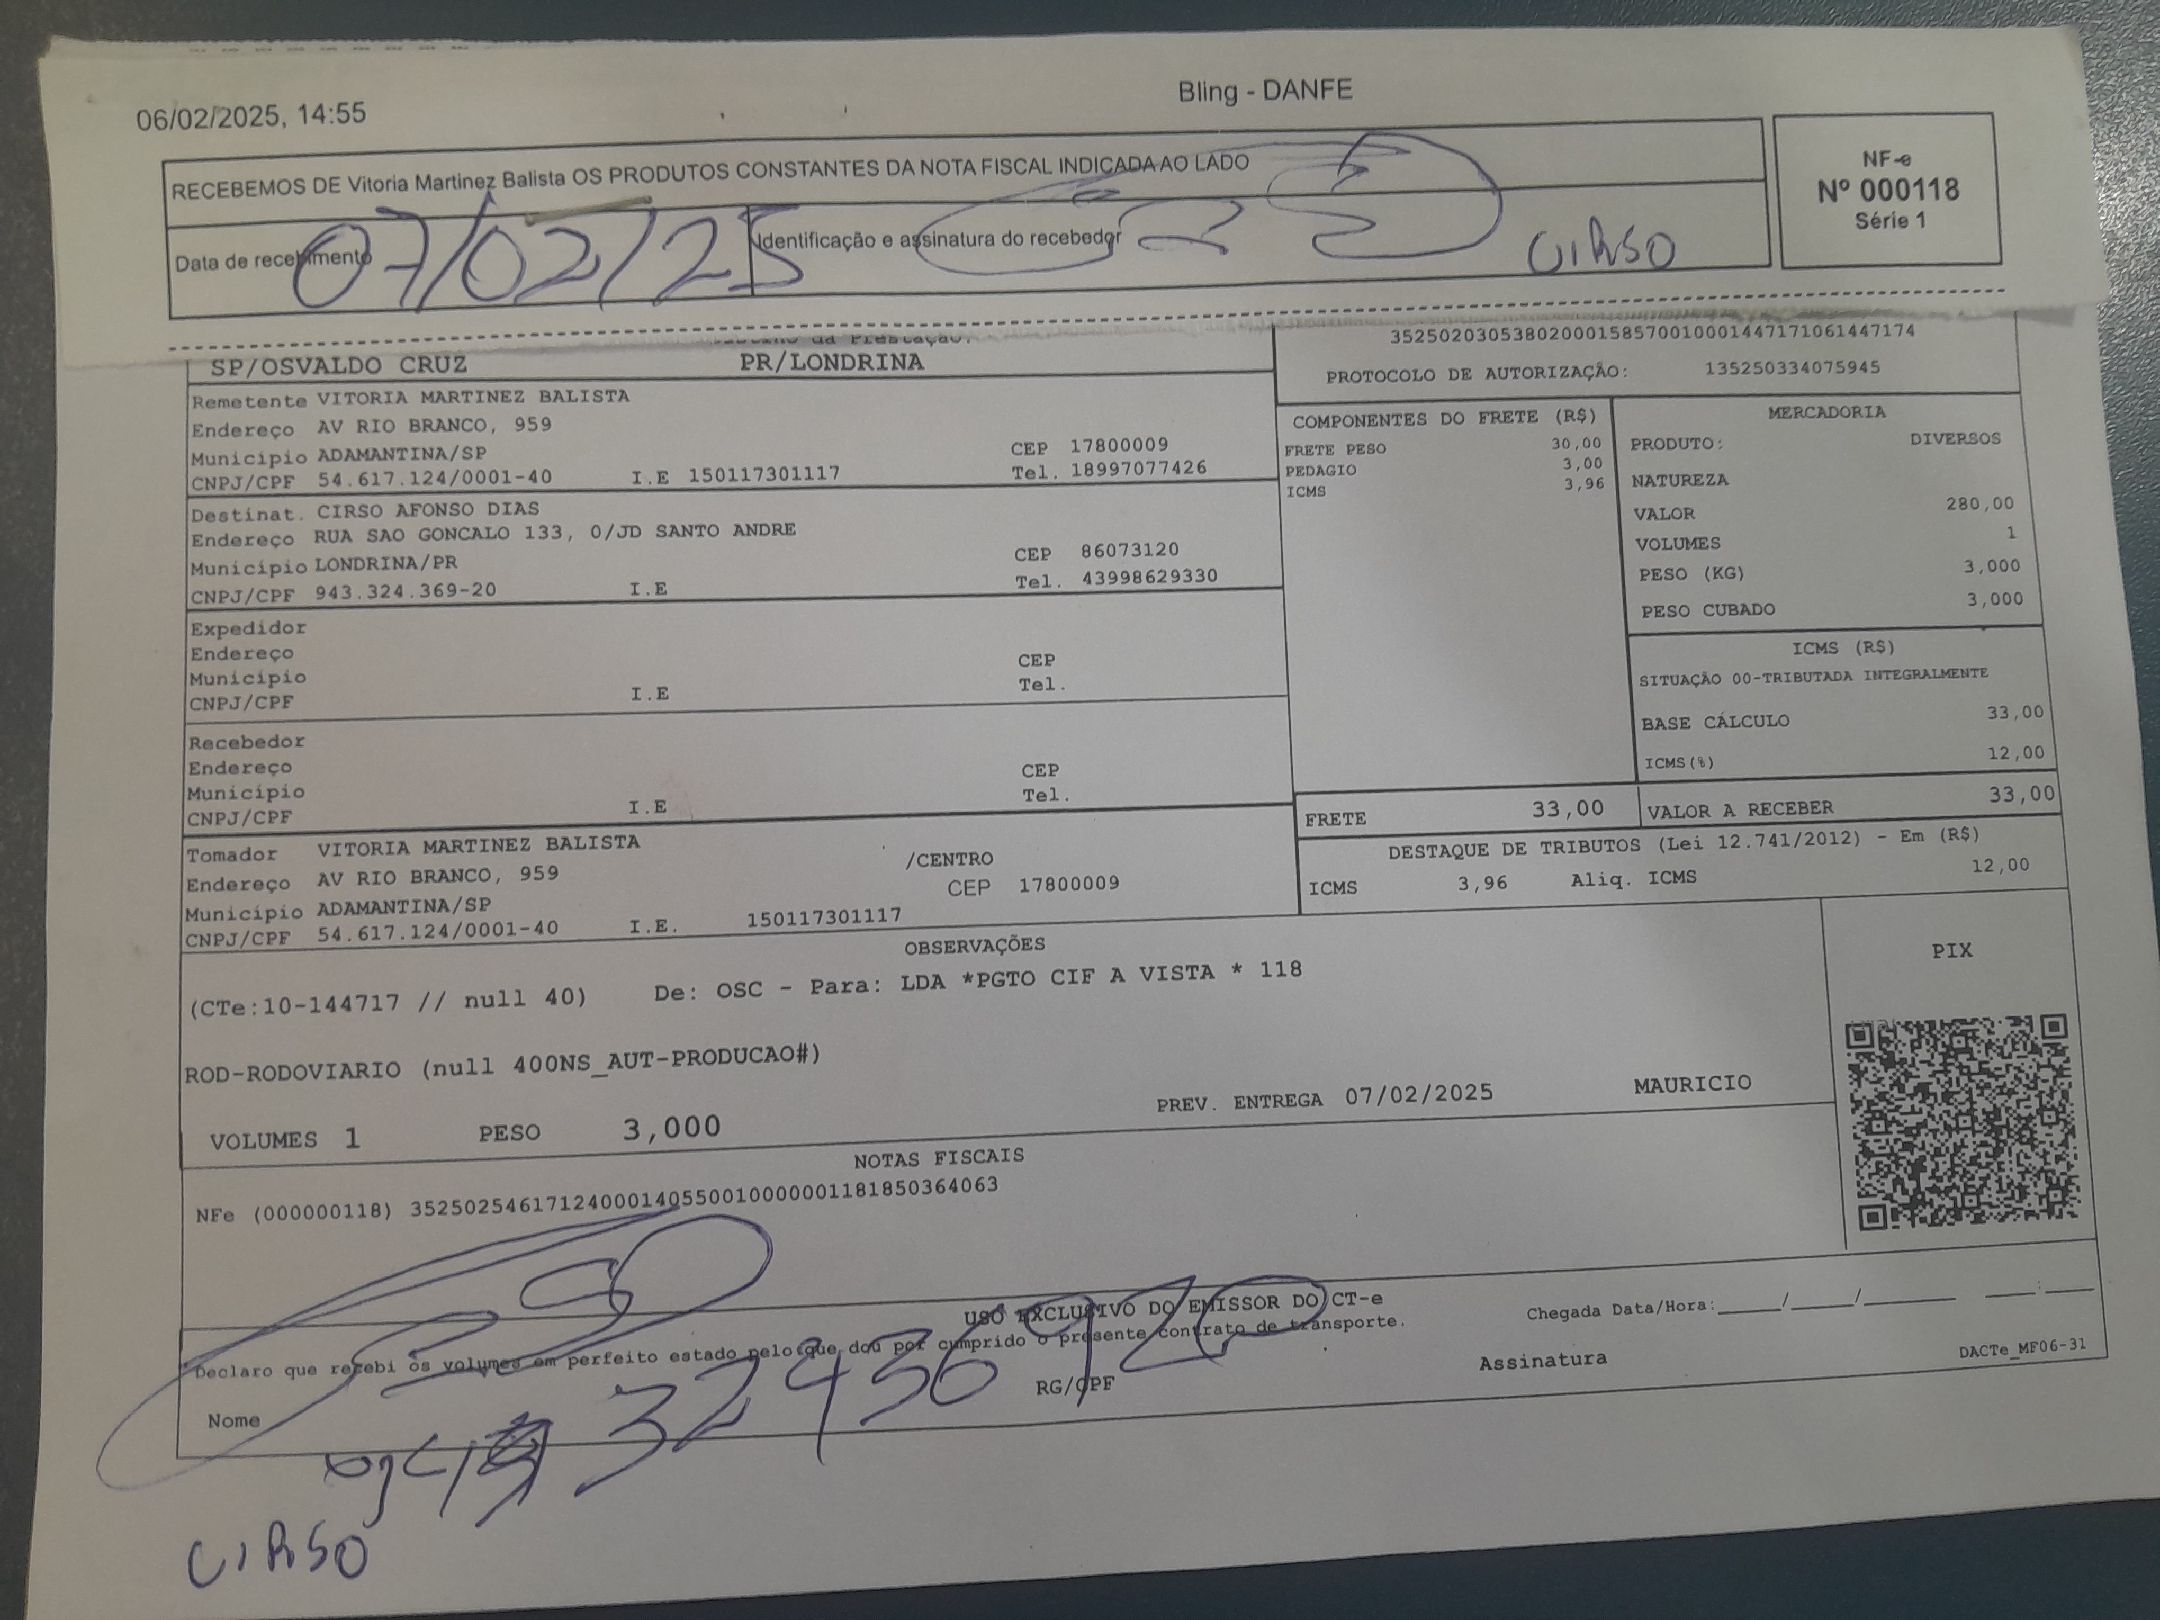 06/02/2025, 14:55
Bling - DANFE
RECEBEMOS DE Vitoria Martinez Balista OS PRODUTOS CONSTANTES DA NOTA FISCAL INDICADA AO LADO
Data de recebimento 07/02/25
Identificação e assinatura do recebedor CIRSO
NF-e
Nº 000118
Série 1
SP/OSVALDO CRUZ PR/LONDRINA
Remetente VITORIA MARTINEZ BALISTA
Endereço AV RIO BRANCO, 959
Município ADAMANTINA/SP CEP 17800009
CNPJ/CPF 54.617.124/0001-40 I.E 150117301117 Tel. 18997077426
Destinat. CIRSO AFONSO DIAS
Endereço RUA SAO GONCALO 133, 0/JD SANTO ANDRE
Município LONDRINA/PR CEP 86073120
CNPJ/CPF 943.324.369-20 I.E Tel. 43998629330
Expedidor
Endereço
Município CEP
CNPJ/CPF I.E Tel.
Recebedor
Endereço
Município CEP
CNPJ/CPF I.E Tel.
Tomador VITORIA MARTINEZ BALISTA
Endereço AV RIO BRANCO, 959 /CENTRO
Município ADAMANTINA/SP CEP 17800009
CNPJ/CPF 54.617.124/0001-40 I.E. 150117301117
35250203053802000158570010001447171061447174
PROTOCOLO DE AUTORIZAÇÃO: 135250334075945
COMPONENTES DO FRETE (R$)
FRETE PESO 30,00
PEDAGIO 3,00
ICMS 3,96
MERCADORIA
PRODUTO: DIVERSOS
NATUREZA
VALOR 280,00
VOLUMES 1
PESO (KG) 3,000
PESO CUBADO 3,000
ICMS (R$)
SITUAÇÃO 00-TRIBUTADA INTEGRALMENTE
BASE CÁLCULO 33,00
ICMS(%) 12,00
FRETE 33,00 VALOR A RECEBER 33,00
DESTAQUE DE TRIBUTOS (Lei 12.741/2012) - Em (R$)
ICMS 3,96 Aliq. ICMS 12,00
OBSERVAÇÕES
(CTe:10-144717 // null 40) De: OSC - Para: LDA *PGTO CIF A VISTA * 118
ROD-RODOVIARIO (null 400NS_AUT-PRODUCAO#)
PREV. ENTREGA 07/02/2025 MAURICIO
VOLUMES 1 PESO 3,000
PIX
NOTAS FISCAIS
NFe (000000118) 35250254617124000140550010000001181850364063
USO EXCLUSIVO DO EMISSOR DO CT-e
Declaro que recebi os volumes em perfeito estado pelo que dou por cumprido o presente contrato de transporte.
Chegada Data/Hora:_____/_____/________ ____:____
Nome RG/CPF Assinatura
DACTe_MF06-31
CIRSO